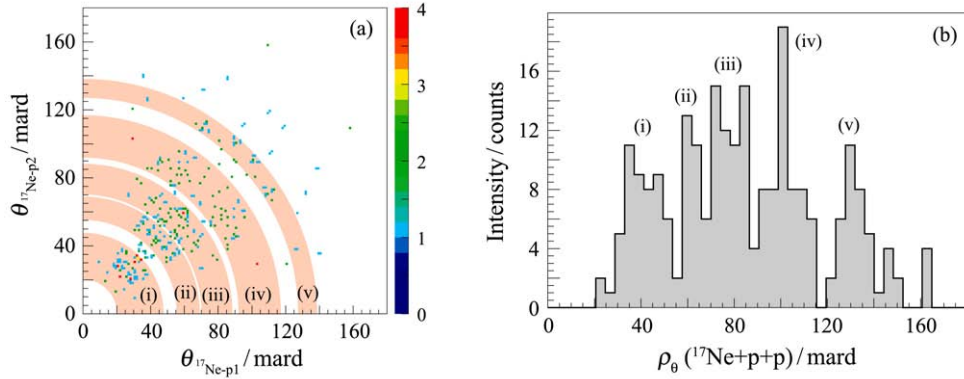 (a)
160
120
80
40
0
θ17Ne-p2 / mard
(i) (ii) (iii) (iv) (v)
0 40 80 120 160
θ17Ne-p1 / mard
4
3
2
1
0
(b)
16
12
8
4
0
Intensity / counts
(i) (ii) (iii) (iv) (v)
0 40 80 120 160
ρθ (17Ne+p+p) / mard